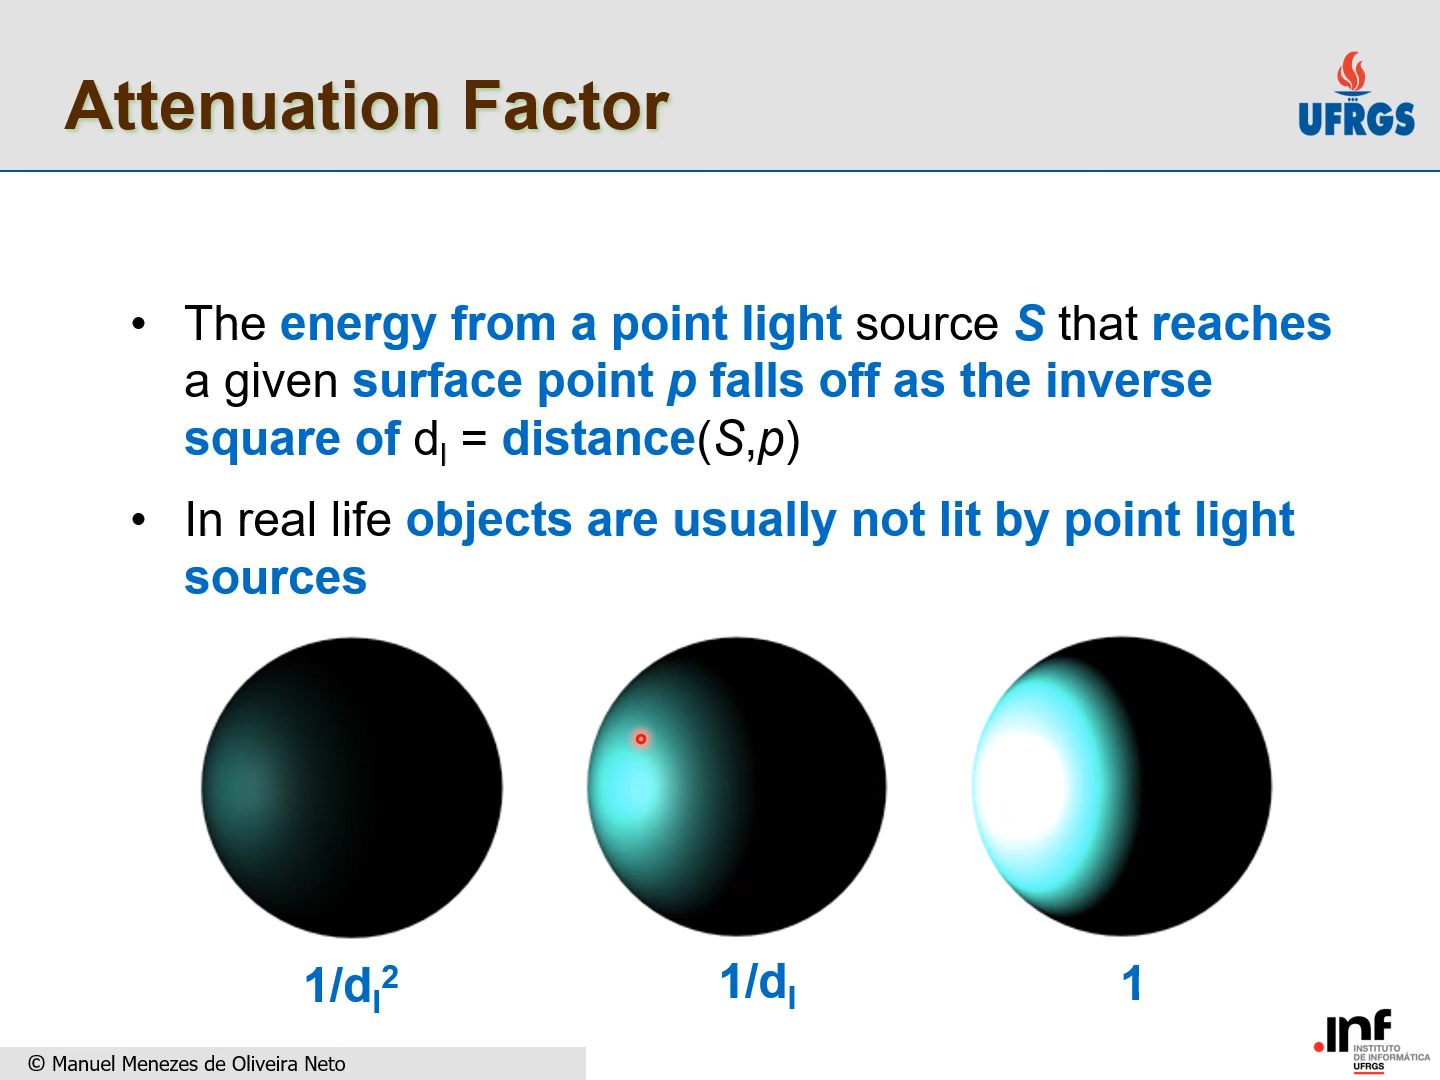 Attenuation Factor
UFRGS
• The energy from a point light source S that reaches
a given surface point p falls off as the inverse
square of dl = distance(S,p)
• In real life objects are usually not lit by point light
sources
1/dl²
1/dl
1
.inf
INSTITUTO
DE INFORMÁTICA
UFRGS
© Manuel Menezes de Oliveira Neto